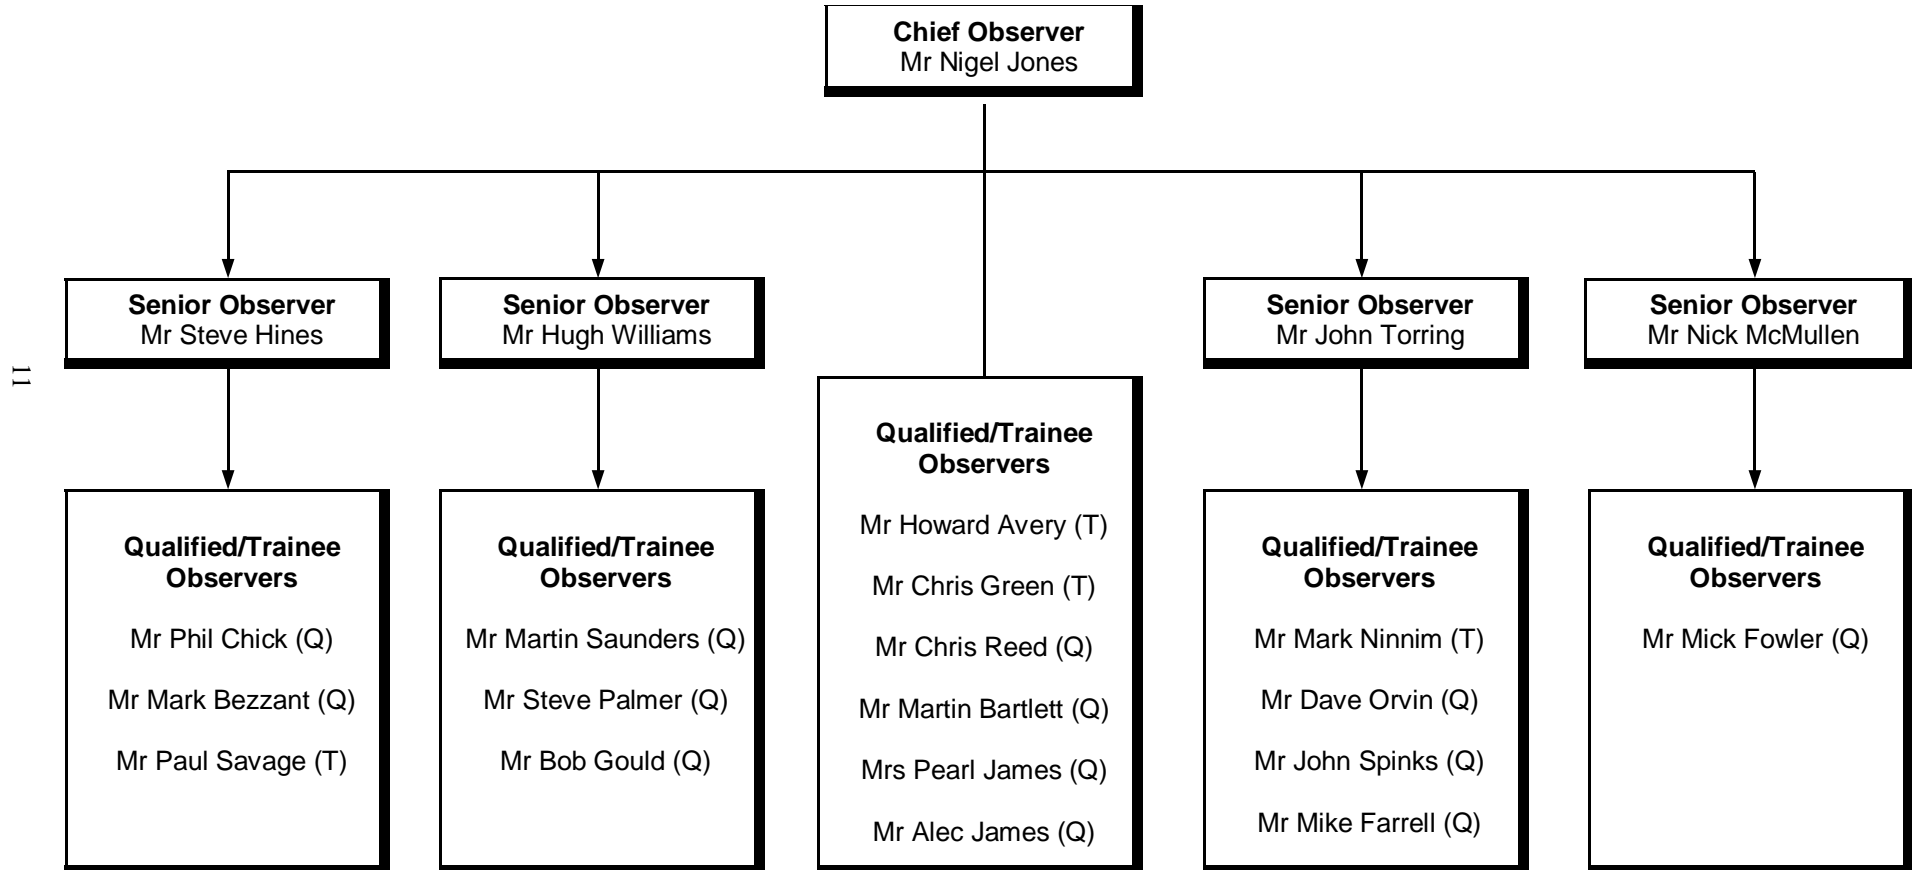 Chief Observer
Mr Nigel Jones
Senior Observer
Mr Steve Hines
Senior Observer
Mr Hugh Williams
Senior Observer
Mr John Torring
Senior Observer
Mr Nick McMullen
11
Qualified/Trainee
Observers
Mr Phil Chick (Q)
Mr Mark Bezzant (Q)
Mr Paul Savage (T)
Qualified/Trainee
Observers
Mr Martin Saunders (Q)
Mr Steve Palmer (Q)
Mr Bob Gould (Q)
Qualified/Trainee
Observers
Mr Howard Avery (T)
Mr Chris Green (T)
Mr Chris Reed (Q)
Mr Martin Bartlett (Q)
Mrs Pearl James (Q)
Mr Alec James (Q)
Qualified/Trainee
Observers
Mr Mark Ninnim (T)
Mr Dave Orvin (Q)
Mr John Spinks (Q)
Mr Mike Farrell (Q)
Qualified/Trainee
Observers
Mr Mick Fowler (Q)